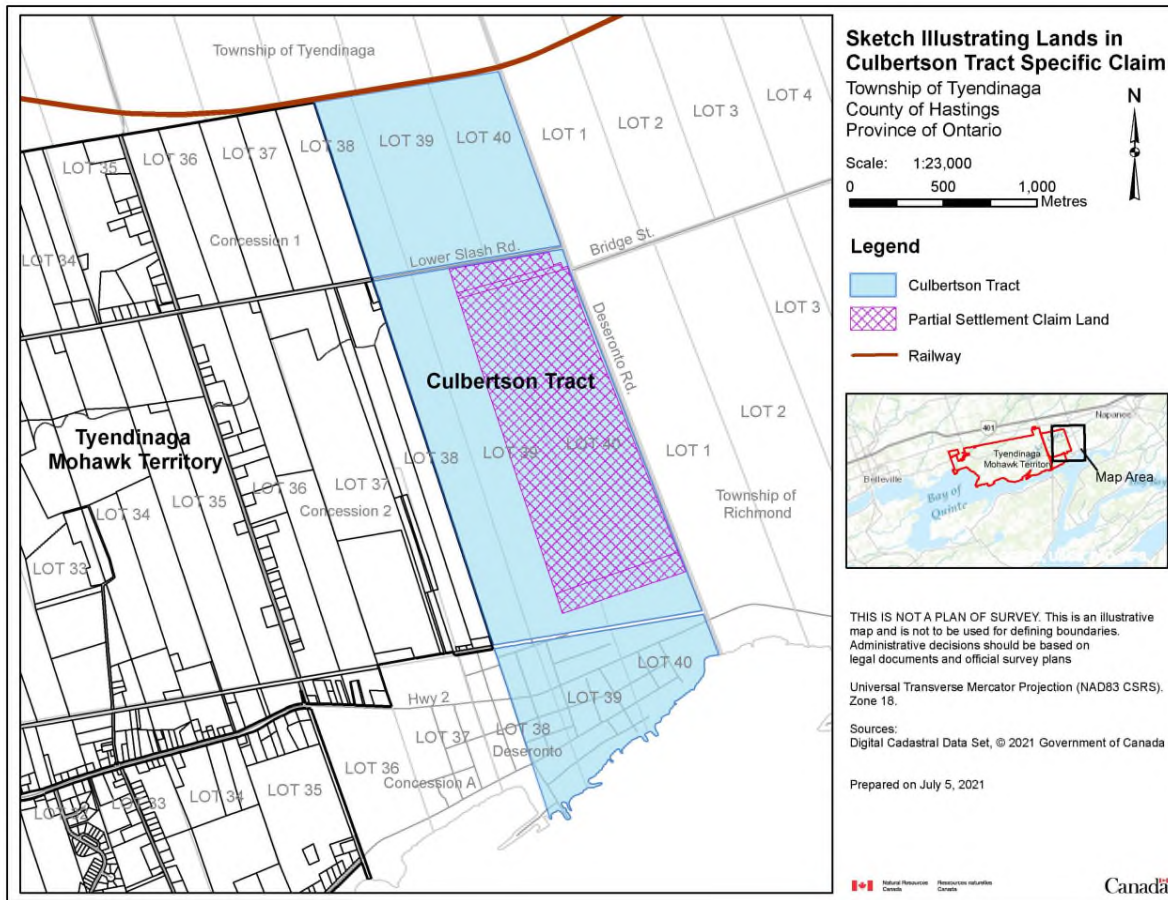 Township of Tyendinaga
LOT 35
LOT 36
LOT 37
LOT 38
LOT 39
LOT 40
LOT 1
LOT 2
LOT 3
LOT 4
LOT 34
Concession 1
Lower Slash Rd.
Bridge St.
Deseronto Rd.
LOT 3
Culbertson Tract
Tyendinaga
Mohawk Territory
LOT 33
LOT 34
LOT 35
LOT 36
LOT 37
Concession 2
LOT 38
LOT 39
LOT 40
LOT 1
LOT 2
Township of
Richmond
Hwy 2
LOT 40
LOT 39
LOT 38
Deseronto
LOT 37
LOT 36
Concession A
LOT 35
LOT 34
LOT 33
LOT 32
Sketch Illustrating Lands in
Culbertson Tract Specific Claim
Township of Tyendinaga
County of Hastings
Province of Ontario
N
Scale: 1:23,000
0 500 1,000
Metres
Legend
Culbertson Tract
Partial Settlement Claim Land
Railway
401
Napanee
Tyendinaga
Mohawk Territory
Belleville
Bay of
Quinte
Map Area
THIS IS NOT A PLAN OF SURVEY. This is an illustrative
map and is not to be used for defining boundaries.
Administrative decisions should be based on
legal documents and official survey plans
Universal Transverse Mercator Projection (NAD83 CSRS).
Zone 18.
Sources:
Digital Cadastral Data Set, © 2021 Government of Canada
Prepared on July 5, 2021
Natural Resources Ressources naturelles
Canada Canada
Canada